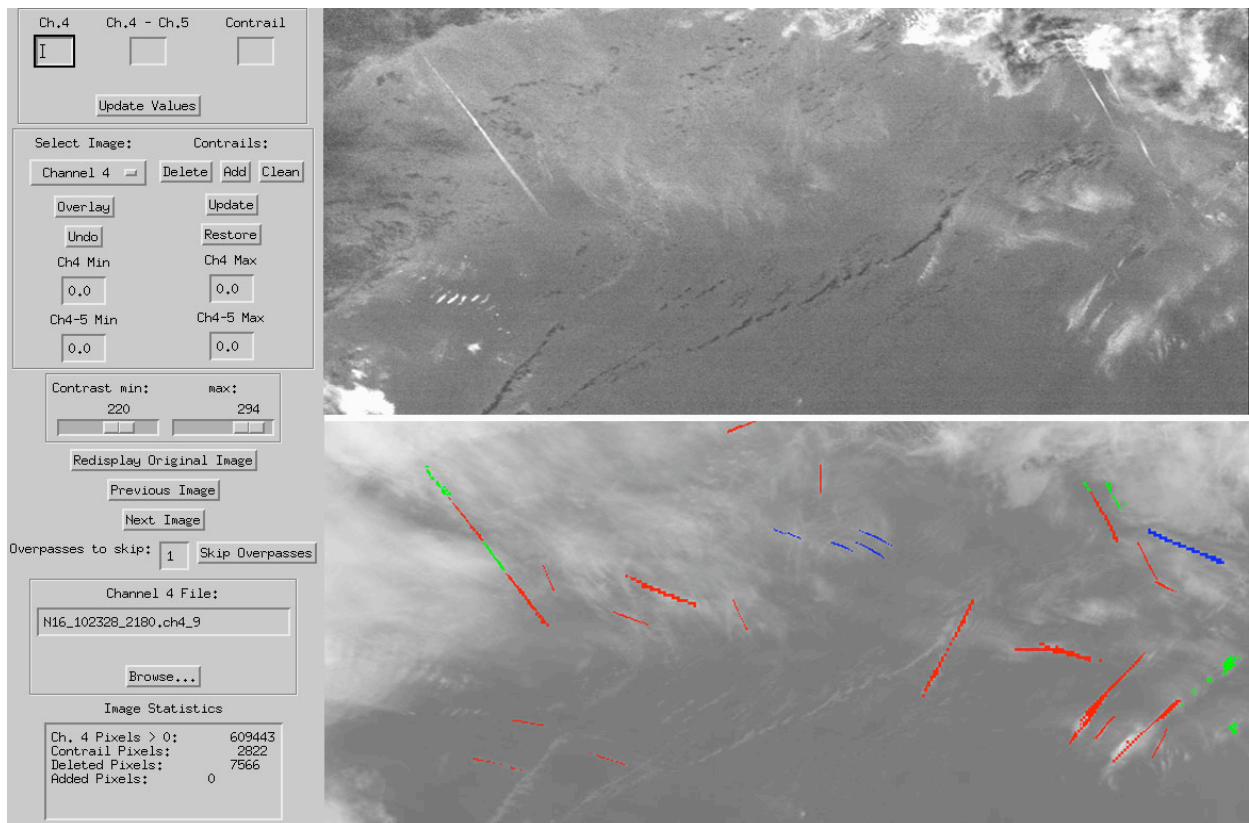 Ch.4 Ch.4 - Ch.5 Contrail
Update Values
Select Image: Contrails:
Channel 4 Delete Add Clean
Overlay Update
Undo Restore
Ch4 Min Ch4 Max
0.0 0.0
Ch4-5 Min Ch4-5 Max
0.0 0.0
Contrast min: max:
220 294
Redisplay Original Image
Previous Image
Next Image
Overpasses to skip: 1 Skip Overpasses
Channel 4 File:
N16_102328_2180.ch4_9
Browse...
Image Statistics
Ch. 4 Pixels > 0: 609443
Contrail Pixels: 2822
Deleted Pixels: 7566
Added Pixels: 0